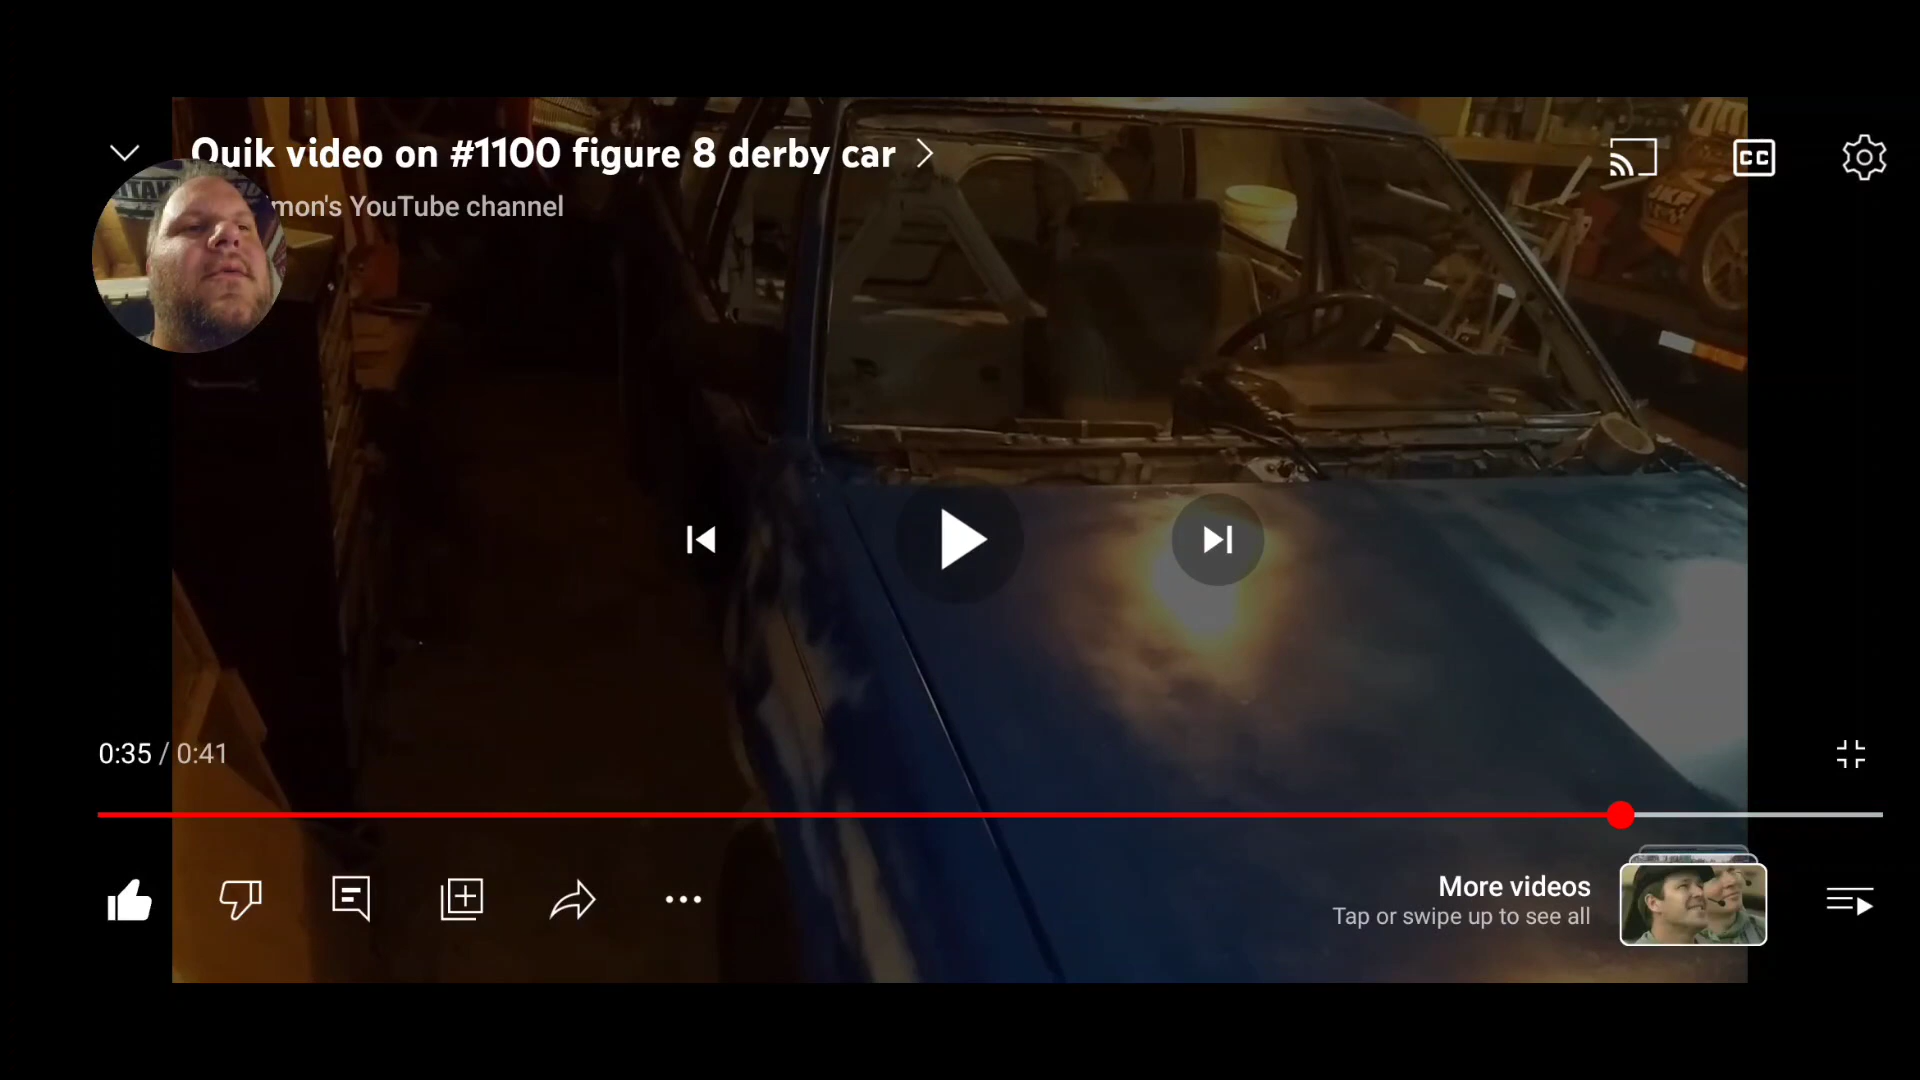 Quik video on #1100 figure 8 derby car
mon's YouTube channel
CC
0:35 / 0:41
More videos
Tap or swipe up to see all